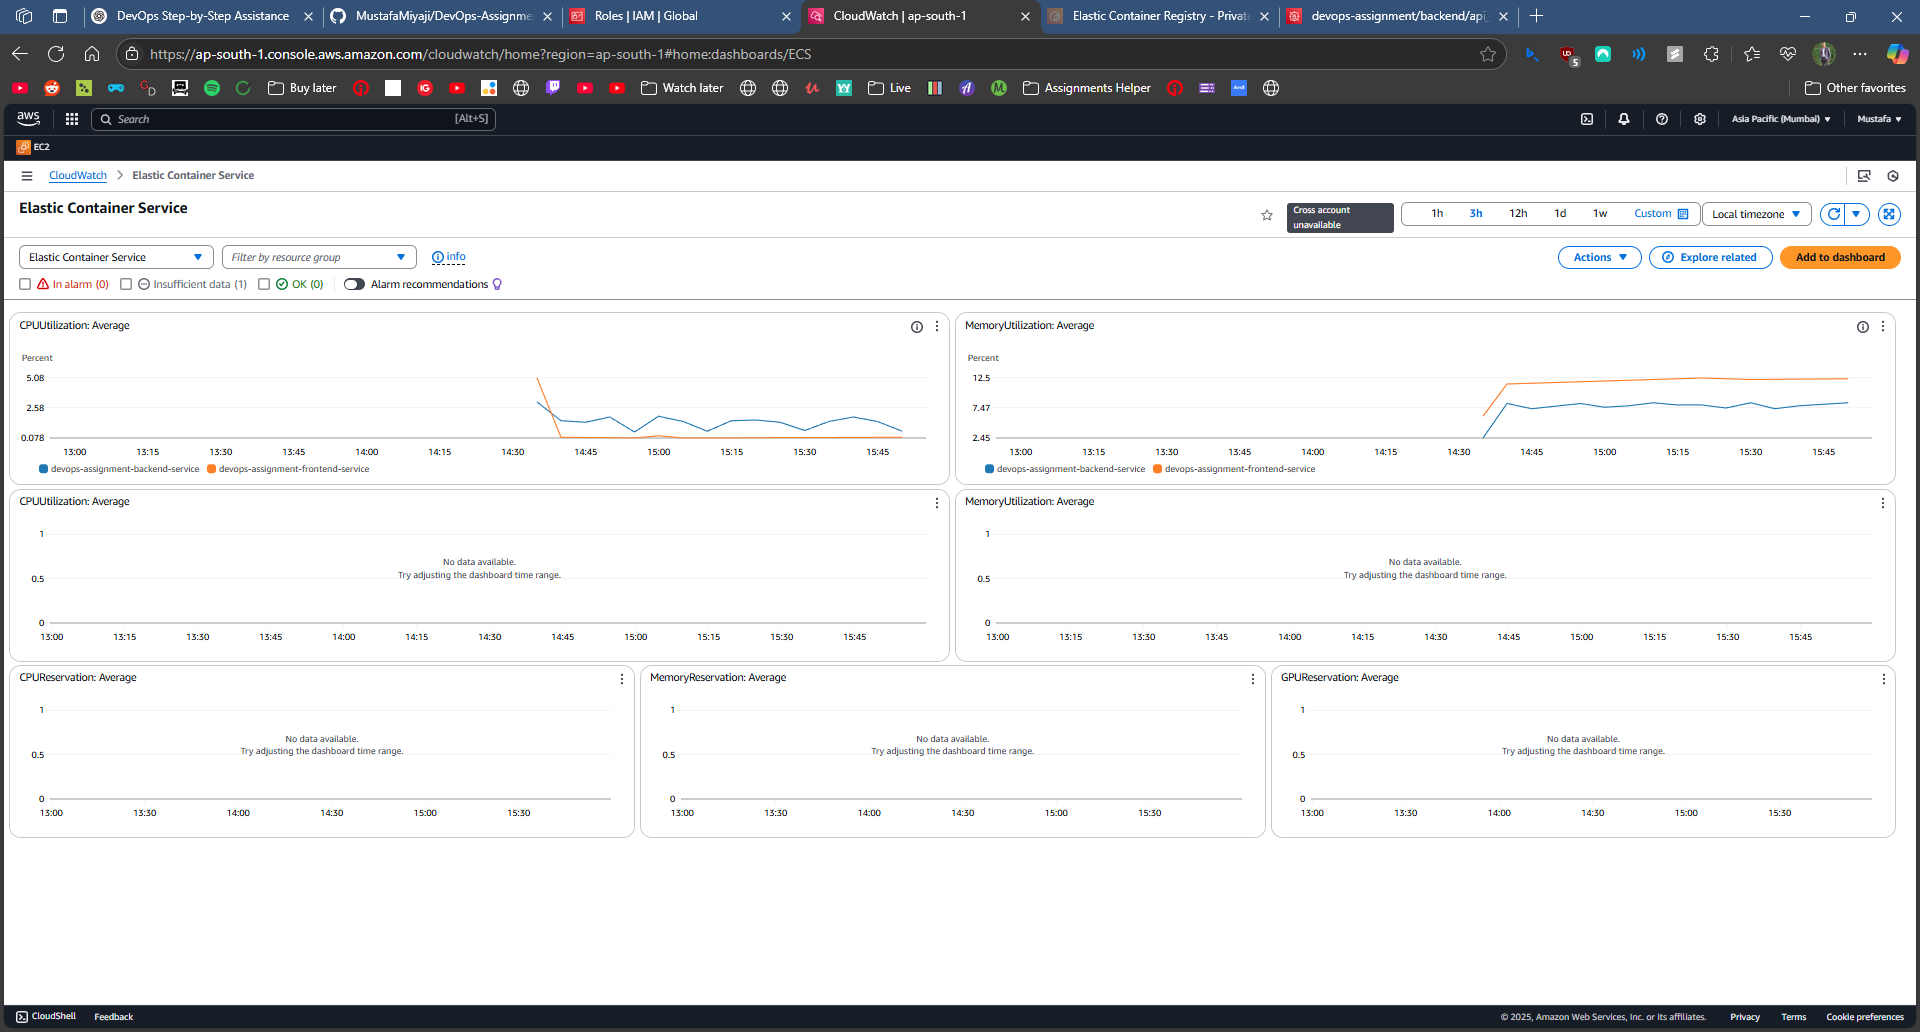 DevOps Step-by-Step Assistance
MustafaMiyaji/DevOps-Assignme
Roles | IAM | Global
CloudWatch | ap-south-1
Elastic Container Registry - Private
devops-assignment/backend/api_
https://ap-south-1.console.aws.amazon.com/cloudwatch/home?region=ap-south-1#home:dashboards/ECS
5
Buy later
Watch later
Live
Assignments Helper
Other favorites
aws
Search
[Alt+S]
Asia Pacific (Mumbai)
Mustafa
EC2
CloudWatch
Elastic Container Service
Elastic Container Service
Cross account
unavailable
1h
3h
12h
1d
1w
Custom
Local timezone
Elastic Container Service
Filter by resource group
info
Actions
Explore related
Add to dashboard
In alarm (0)
Insufficient data (1)
OK (0)
Alarm recommendations
CPUUtilization: Average
Percent
5.08
2.58
0.078
13:00 13:15 13:30 13:45 14:00 14:15 14:30 14:45 15:00 15:15 15:30 15:45
devops-assignment-backend-service devops-assignment-frontend-service
MemoryUtilization: Average
Percent
12.5
7.47
2.45
13:00 13:15 13:30 13:45 14:00 14:15 14:30 14:45 15:00 15:15 15:30 15:45
devops-assignment-backend-service devops-assignment-frontend-service
CPUUtilization: Average
1
No data available.
Try adjusting the dashboard time range.
0.5
0
13:00 13:15 13:30 13:45 14:00 14:15 14:30 14:45 15:00 15:15 15:30 15:45
MemoryUtilization: Average
1
No data available.
Try adjusting the dashboard time range.
0.5
0
13:00 13:15 13:30 13:45 14:00 14:15 14:30 14:45 15:00 15:15 15:30 15:45
CPUReservation: Average
1
No data available.
Try adjusting the dashboard time range.
0.5
0
13:00 13:30 14:00 14:30 15:00 15:30
MemoryReservation: Average
1
No data available.
Try adjusting the dashboard time range.
0.5
0
13:00 13:30 14:00 14:30 15:00 15:30
GPUReservation: Average
1
No data available.
Try adjusting the dashboard time range.
0.5
0
13:00 13:30 14:00 14:30 15:00 15:30
CloudShell
Feedback
© 2025, Amazon Web Services, Inc. or its affiliates.
Privacy
Terms
Cookie preferences